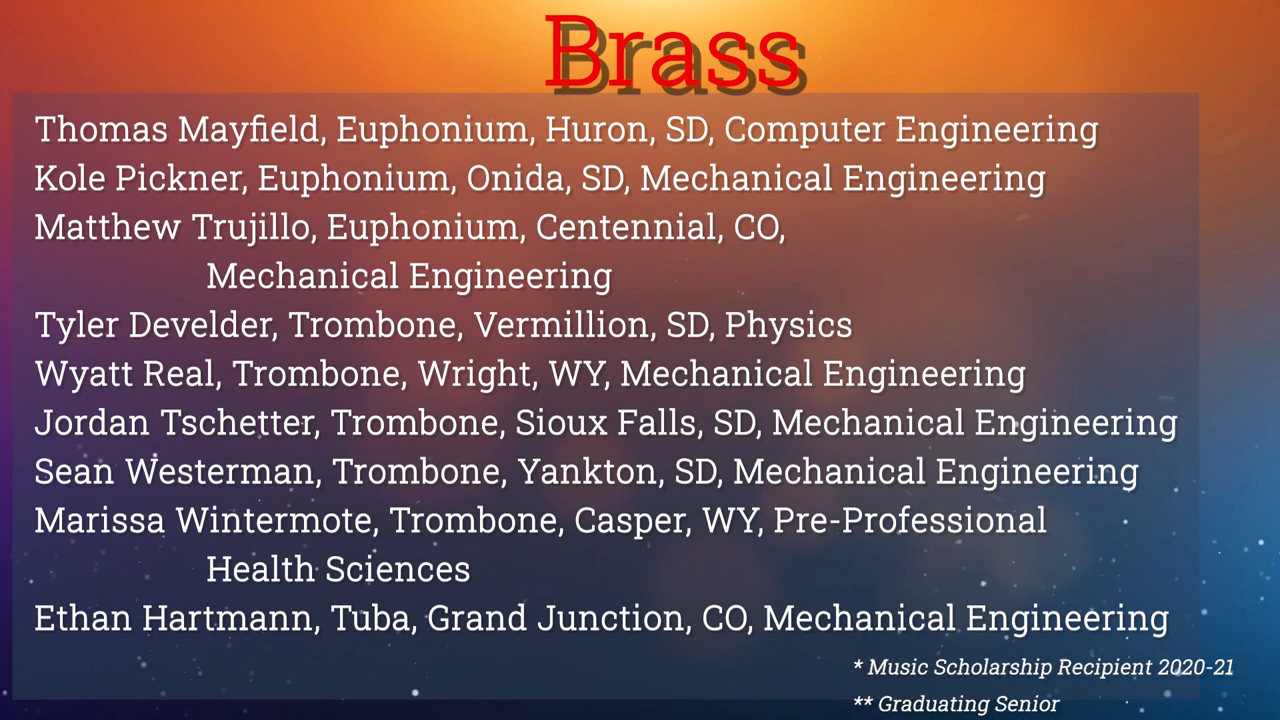 Brass
Thomas Mayfield, Euphonium, Huron, SD, Computer Engineering
Kole Pickner, Euphonium, Onida, SD, Mechanical Engineering
Matthew Trujillo, Euphonium, Centennial, CO,
Mechanical Engineering
Tyler Develder, Trombone, Vermillion, SD, Physics
Wyatt Real, Trombone, Wright, WY, Mechanical Engineering
Jordan Tschetter, Trombone, Sioux Falls, SD, Mechanical Engineering
Sean Westerman, Trombone, Yankton, SD, Mechanical Engineering
Marissa Wintermote, Trombone, Casper, WY, Pre-Professional
Health Sciences
Ethan Hartmann, Tuba, Grand Junction, CO, Mechanical Engineering
* Music Scholarship Recipient 2020-21
** Graduating Senior